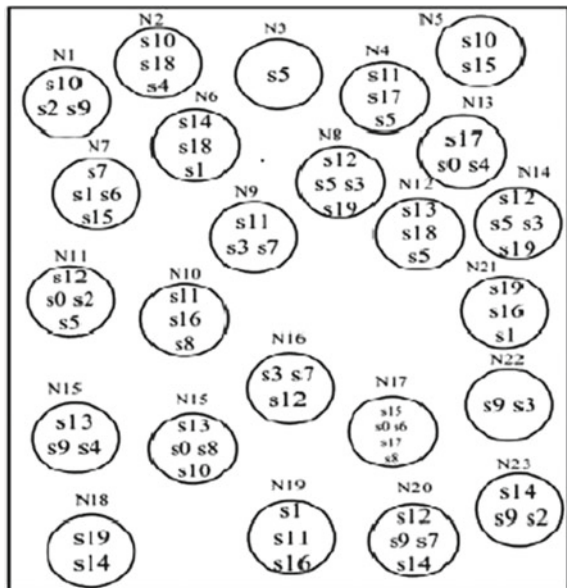 N1
s10
s2 s9
N2
s10
s18
s4
N3
s5
N4
s11
s17
s5
N5
s10
s15
N6
s14
s18
s1
N7
s7
s1 s6
s15
N8
s12
s5 s3
s19
N13
s17
s0 s4
N14
s12
s5 s3
s19
N9
s11
s3 s7
N12
s13
s18
s5
N11
s12
s0 s2
s5
N10
s11
s16
s8
N21
s19
s16
s1
N16
s3 s7
s12
N22
s9 s3
N15
s13
s9 s4
N15
s13
s0 s8
s10
N17
s15
s0 s6
s17
s8
N23
s14
s9 s2
N18
s19
s14
N19
s1
s11
s16
N20
s12
s9 s7
s14